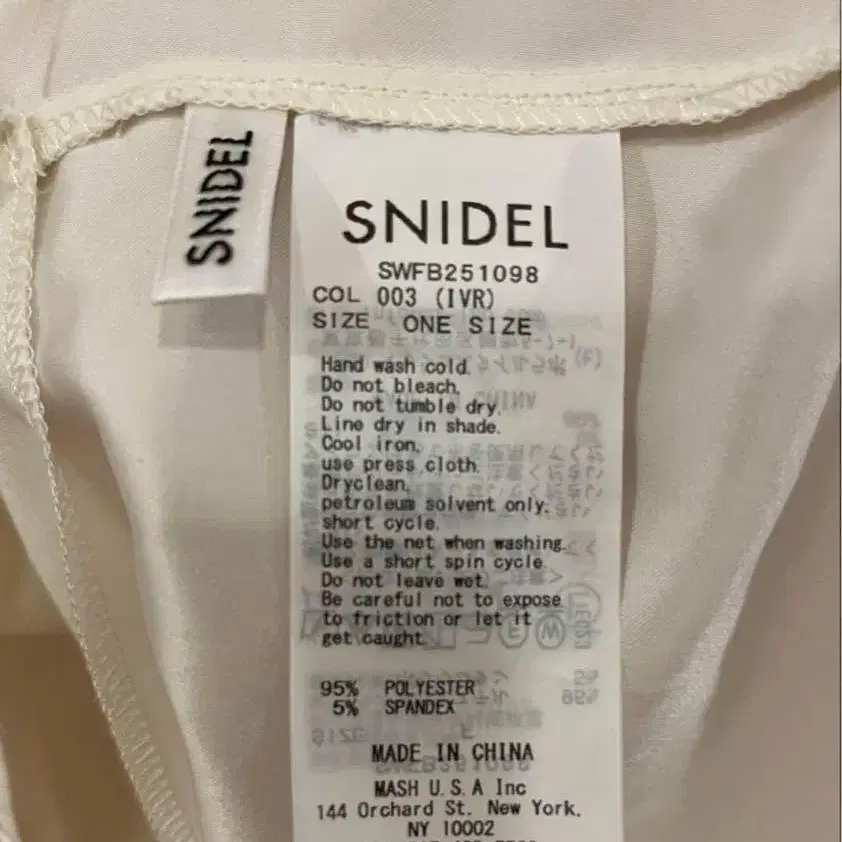 SNIDEL
SNIDEL
SWFB251098
COL 003 (IVR)
SIZE ONE SIZE
Hand wash cold.
Do not bleach.
Do not tumble dry.
Line dry in shade.
Cool iron.
use press cloth.
Dryclean.
petroleum solvent only.
short cycle.
Use the net when washing.
Use a short spin cycle.
Do not leave wet.
Be careful not to expose
to friction or let it
get caught.
95% POLYESTER
5% SPANDEX
MADE IN CHINA
MASH U.S.A Inc
144 Orchard St. New York.
NY 10002